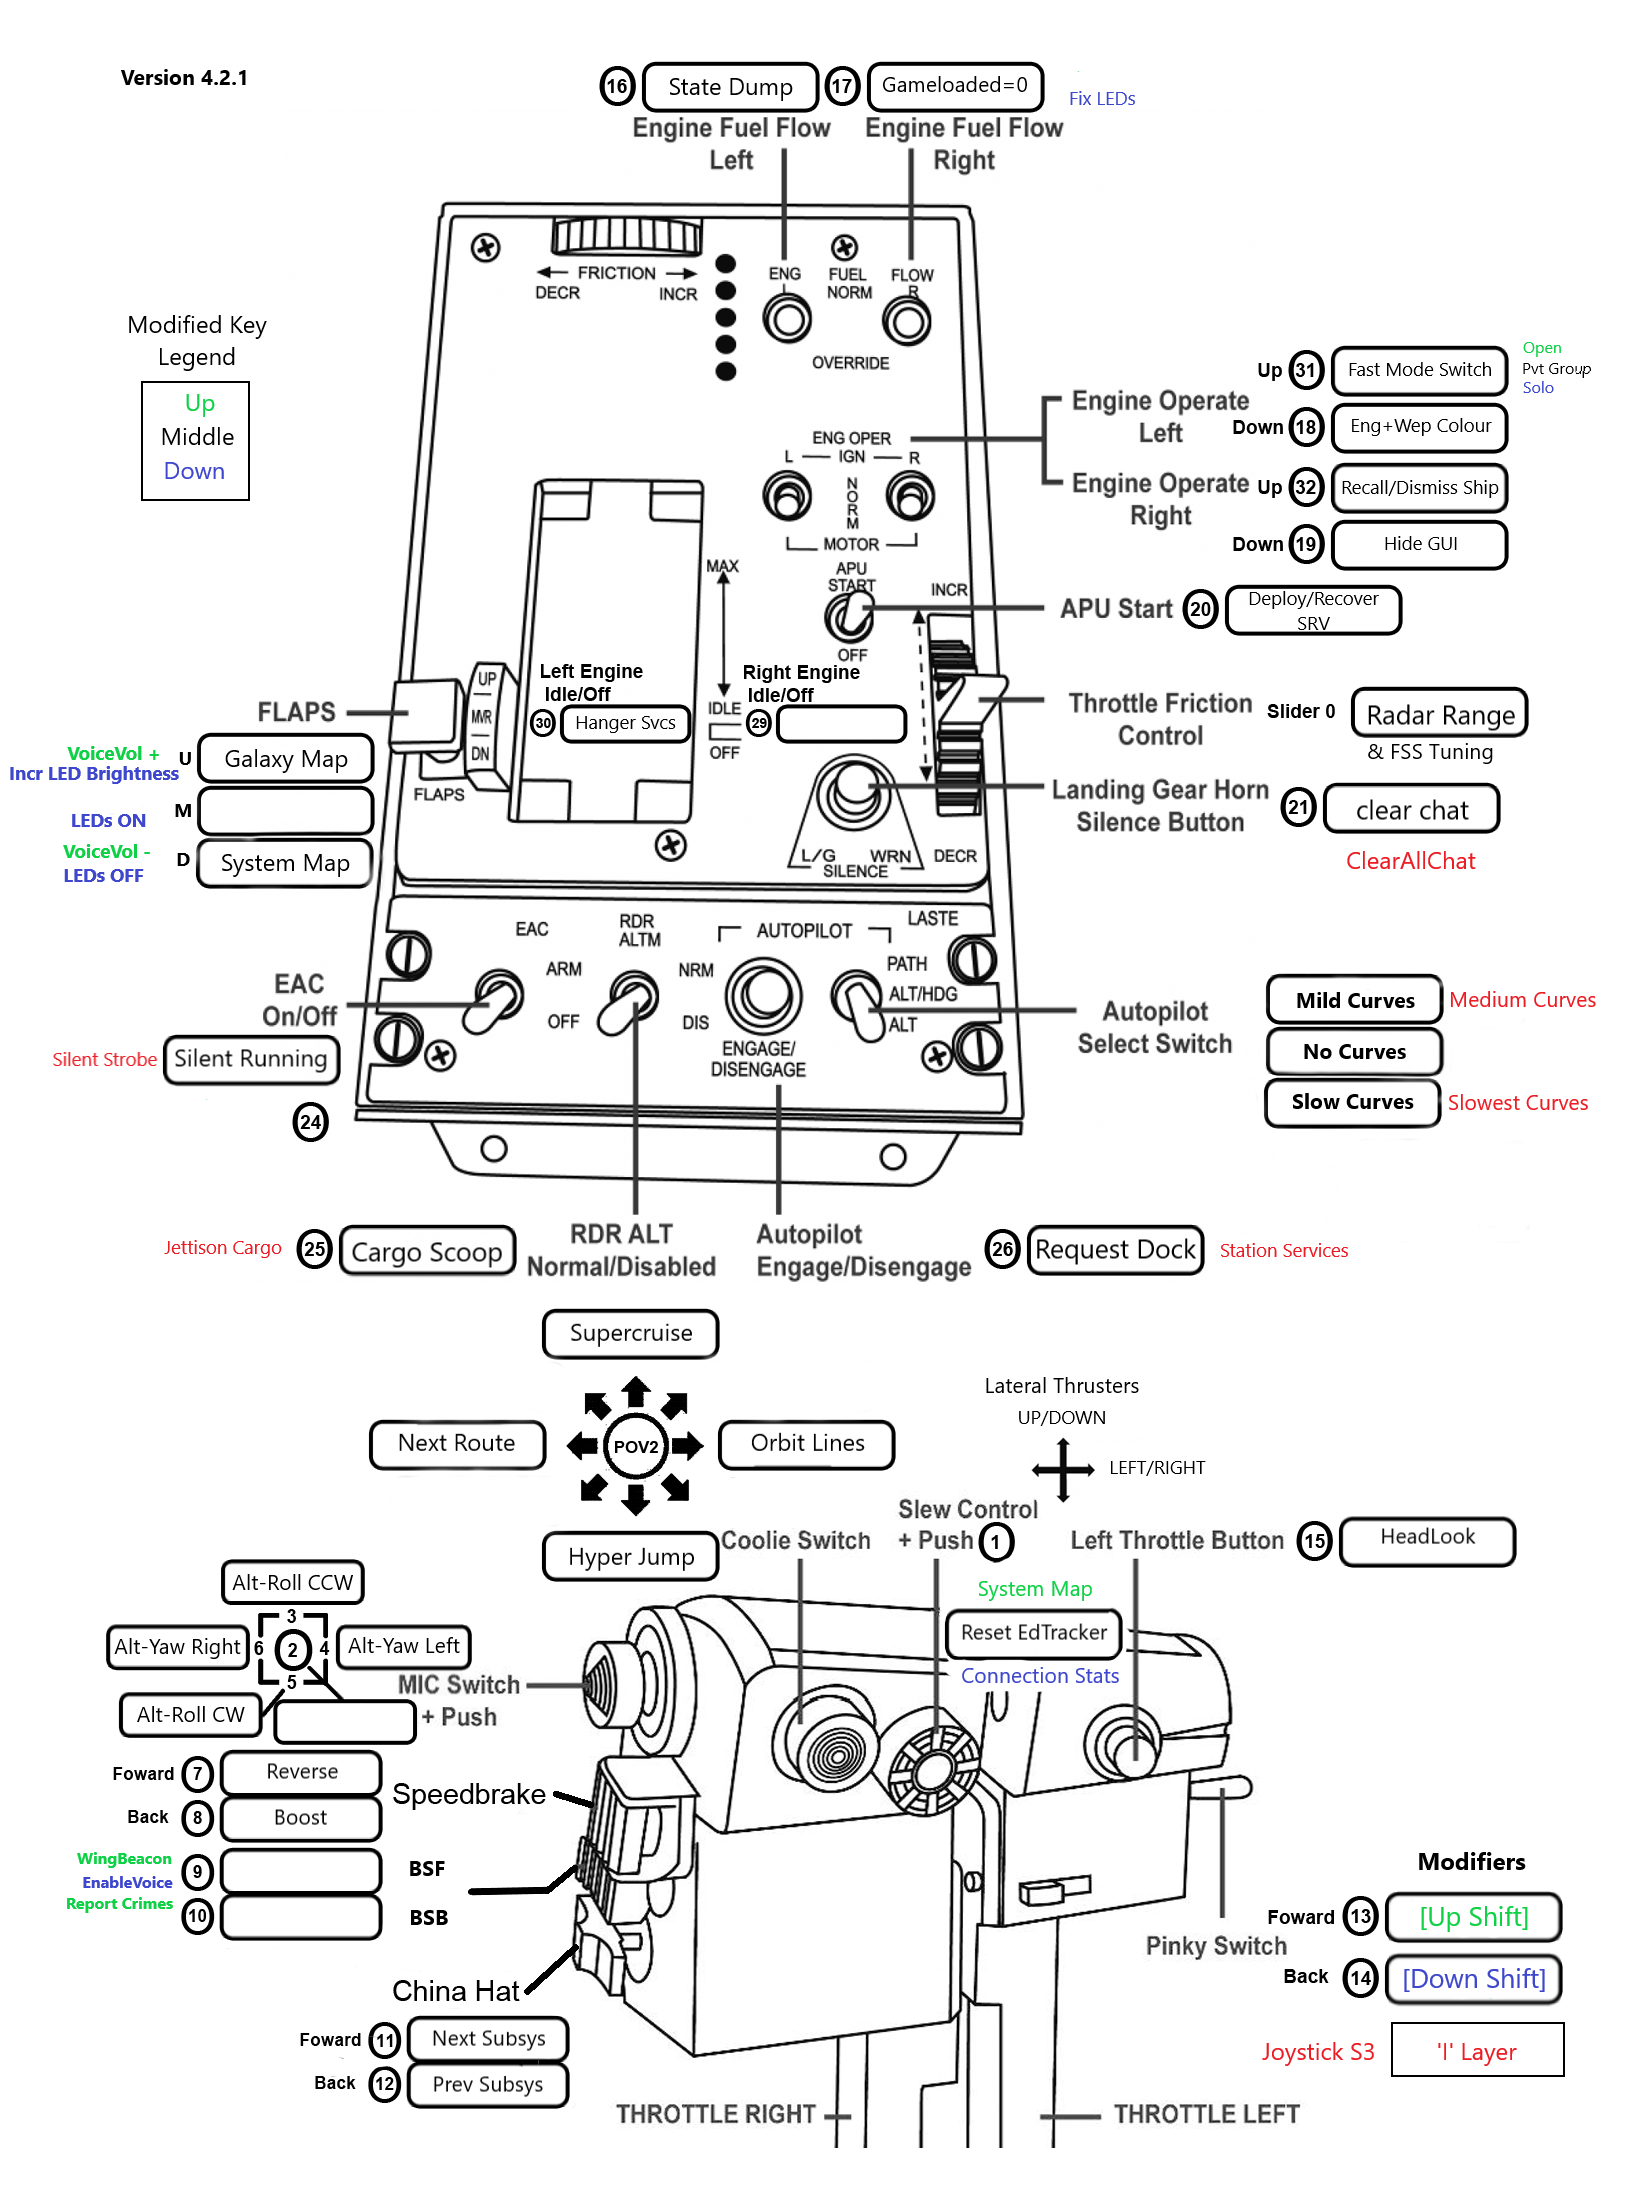 Version 4.2.1
16 State Dump 17 Gameloaded=0 Fix LEDs
Engine Fuel Flow Left
Engine Fuel Flow Right
FRICTION
DECR INCR
ENG L FUEL NORM FLOW R
OVERRIDE
Modified Key
Legend
Up
Middle
Down
Up 31 Fast Mode Switch
Open
Pvt Group
Solo
Engine Operate
Left
Down 18 Eng+Wep Colour
Engine Operate
Right
Up 32 Recall/Dismiss Ship
Down 19 Hide GUI
ENG OPER
L IGN R
NORM
MOTOR
MAX
APU
START
INCR
OFF
APU Start 20 Deploy/Recover
SRV
Left Engine
Idle/Off
30 Hanger Svcs
Right Engine
Idle/Off
29
IDLE
OFF
UP
MVR
DN
FLAPS
FLAPS
Throttle Friction
Control
Slider 0 Radar Range
& FSS Tuning
VoiceVol +
Incr LED Brightness
U Galaxy Map
LEDs ON
M
VoiceVol -
LEDs OFF
D System Map
Landing Gear Horn
Silence Button
21 clear chat
ClearAllChat
L/G WRN
SILENCE
DECR
EAC
RDR
ALTM
AUTOPILOT
LASTE
ARM
NRM
PATH
ALT/HDG
ALT
OFF
DIS
ENGAGE/
DISENGAGE
EAC
On/Off
Silent Strobe Silent Running
24
Autopilot
Select Switch
Mild Curves Medium Curves
No Curves
Slow Curves Slowest Curves
Jettison Cargo 25 Cargo Scoop
RDR ALT
Normal/Disabled
Autopilot
Engage/Disengage
26 Request Dock Station Services
Supercruise
Next Route POV2 Orbit Lines
Hyper Jump
Lateral Thrusters
UP/DOWN
LEFT/RIGHT
Coolie Switch
Slew Control
+ Push 1
Left Throttle Button 15 HeadLook
System Map
Reset EdTracker
Connection Stats
Alt-Roll CCW
3
Alt-Yaw Right 6 2 4 Alt-Yaw Left
5
Alt-Roll CW
MIC Switch
+ Push
Foward 7 Reverse
Back 8 Boost
Speedbrake
WingBeacon
EnableVoice
9 BSF
Report Crimes
10 BSB
China Hat
Foward 11 Next Subsys
Back 12 Prev Subsys
Pinky Switch
Modifiers
Foward 13 [Up Shift]
Back 14 [Down Shift]
Joystick S3 'I' Layer
THROTTLE RIGHT THROTTLE LEFT